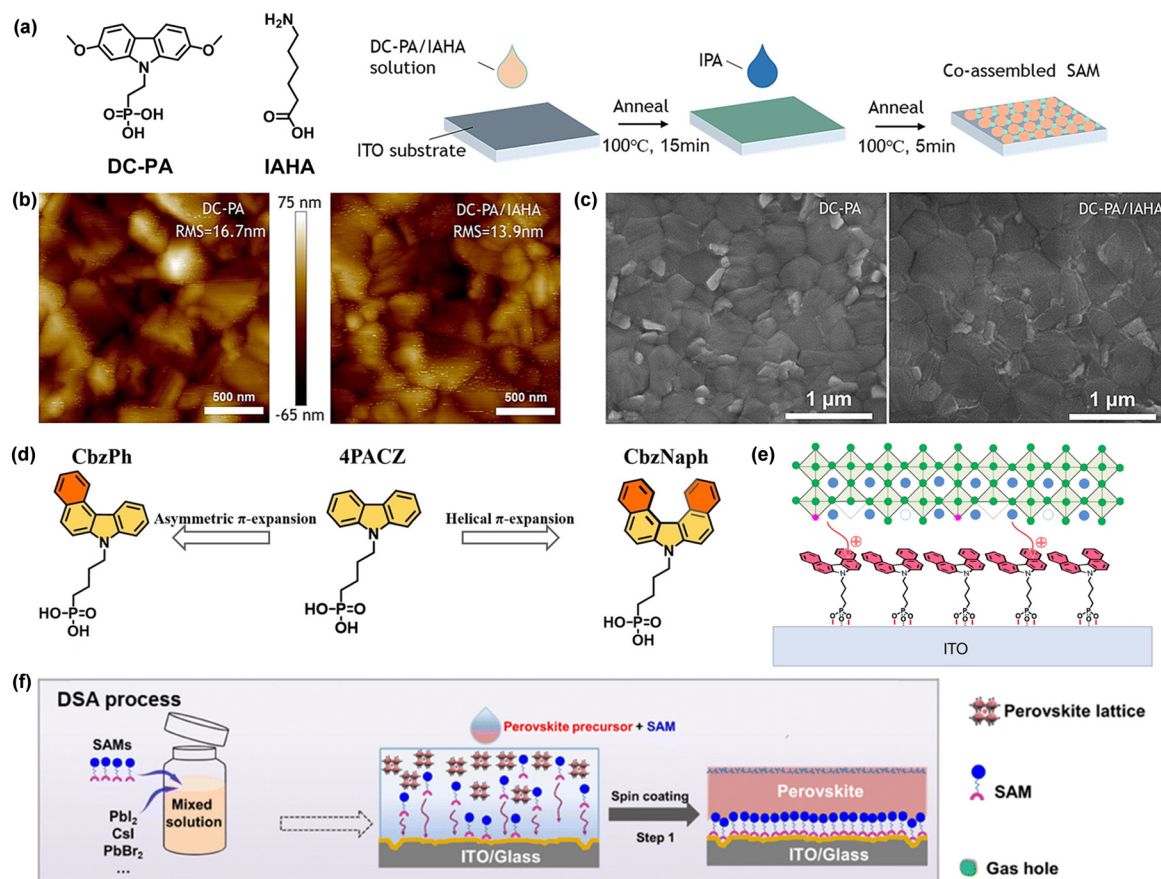 (a)
O
O
N
O=P-OH
OH
DC-PA
H₂N
O
OH
IAHA
DC-PA/IAHA
solution
ITO substrate
Anneal
100℃, 15min
IPA
Anneal
100℃, 5min
Co-assembled SAM
(b)
DC-PA
RMS=16.7nm
500 nm
75 nm
-65 nm
DC-PA/IAHA
RMS=13.9nm
500 nm
(c)
DC-PA
1 μm
DC-PA/IAHA
1 μm
(d)
CbzPh
N
HO-P=O
OH
Asymmetric π-expansion
4PACZ
N
HO-P=O
OH
Helical π-expansion
CbzNaph
N
HO-P=O
OH
(e)
N N N N N
P P P P P
O O O O O O O O O O O O O O O
ITO
(f)
DSA process
SAMs
PbI₂
CsI
PbBr₂
...
Mixed
solution
Perovskite precursor + SAM
ITO/Glass
Spin coating
Step 1
Perovskite
ITO/Glass
Perovskite lattice
SAM
Gas hole